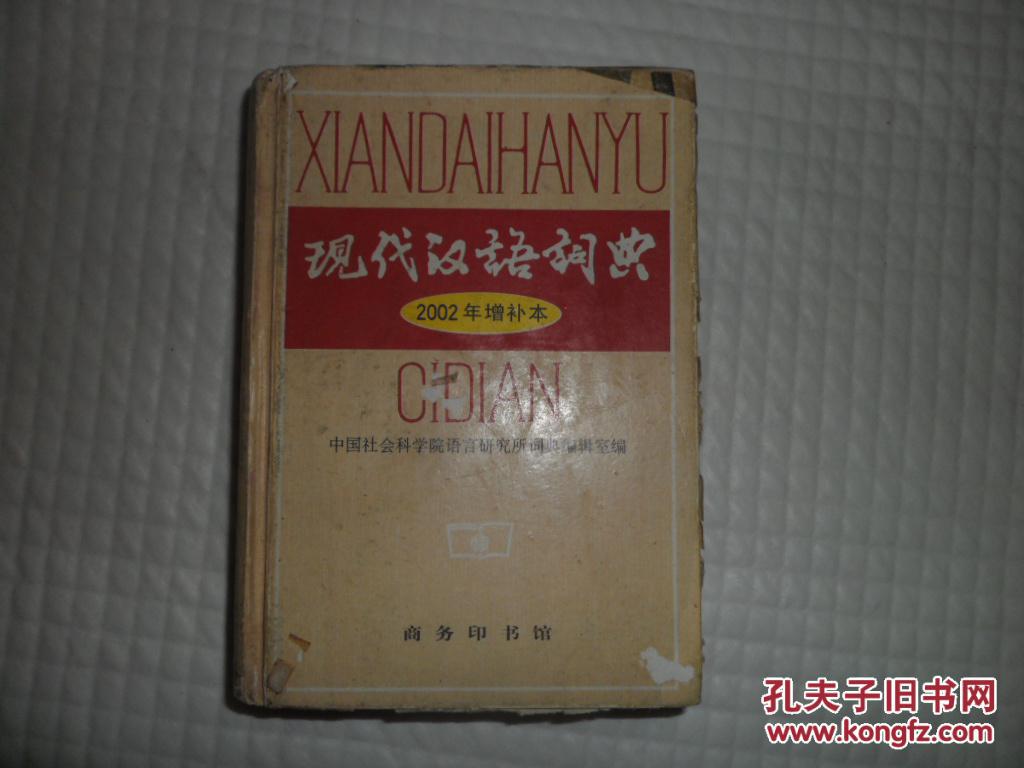 XIANDAIHANYU
现代汉语词典
2002年增补本
CIDIAN
中国社会科学院语言研究所词典编辑室编
商务印书馆
孔夫子旧书网
www.kongfz.com